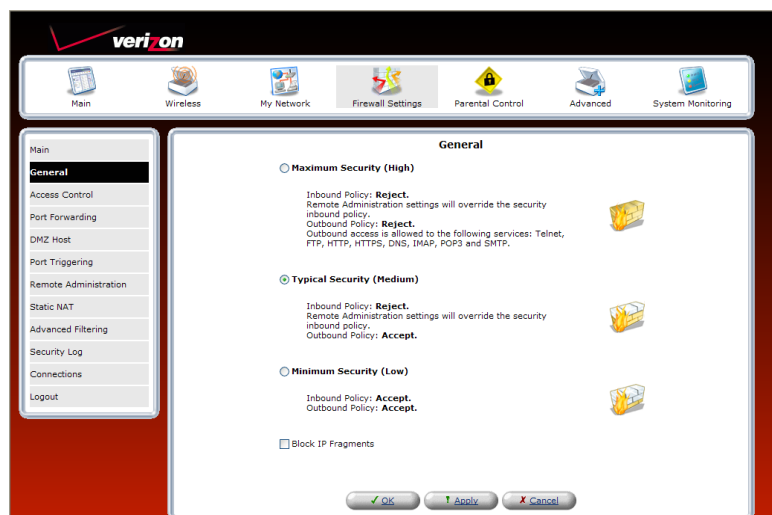 verizon
Main
Wireless
My Network
Firewall Settings
Parental Control
Advanced
System Monitoring
Main
General
Access Control
Port Forwarding
DMZ Host
Port Triggering
Remote Administration
Static NAT
Advanced Filtering
Security Log
Connections
Logout
General
Maximum Security (High)
Inbound Policy: Reject.
Remote Administration settings will override the security
inbound policy.
Outbound Policy: Reject.
Outbound access is allowed to the following services: Telnet,
FTP, HTTP, HTTPS, DNS, IMAP, POP3 and SMTP.
Typical Security (Medium)
Inbound Policy: Reject.
Remote Administration settings will override the security
inbound policy.
Outbound Policy: Accept.
Minimum Security (Low)
Inbound Policy: Accept.
Outbound Policy: Accept.
Block IP Fragments
OK
Apply
Cancel